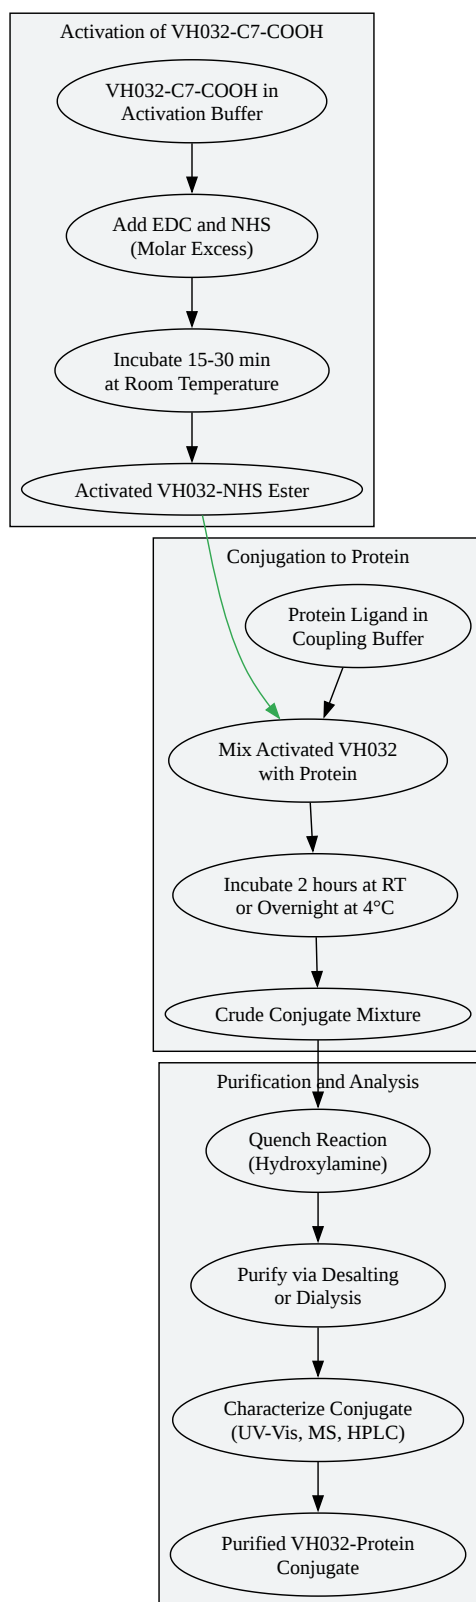 Activation of VH032-C7-COOH
VH032-C7-COOH in
Activation Buffer
Add EDC and NHS
(Molar Excess)
Incubate 15-30 min
at Room Temperature
Activated VH032-NHS Ester
Conjugation to Protein
Protein Ligand in
Coupling Buffer
Mix Activated VH032
with Protein
Incubate 2 hours at RT
or Overnight at 4°C
Crude Conjugate Mixture
Purification and Analysis
Quench Reaction
(Hydroxylamine)
Purify via Desalting
or Dialysis
Characterize Conjugate
(UV-Vis, MS, HPLC)
Purified VH032-Protein
Conjugate